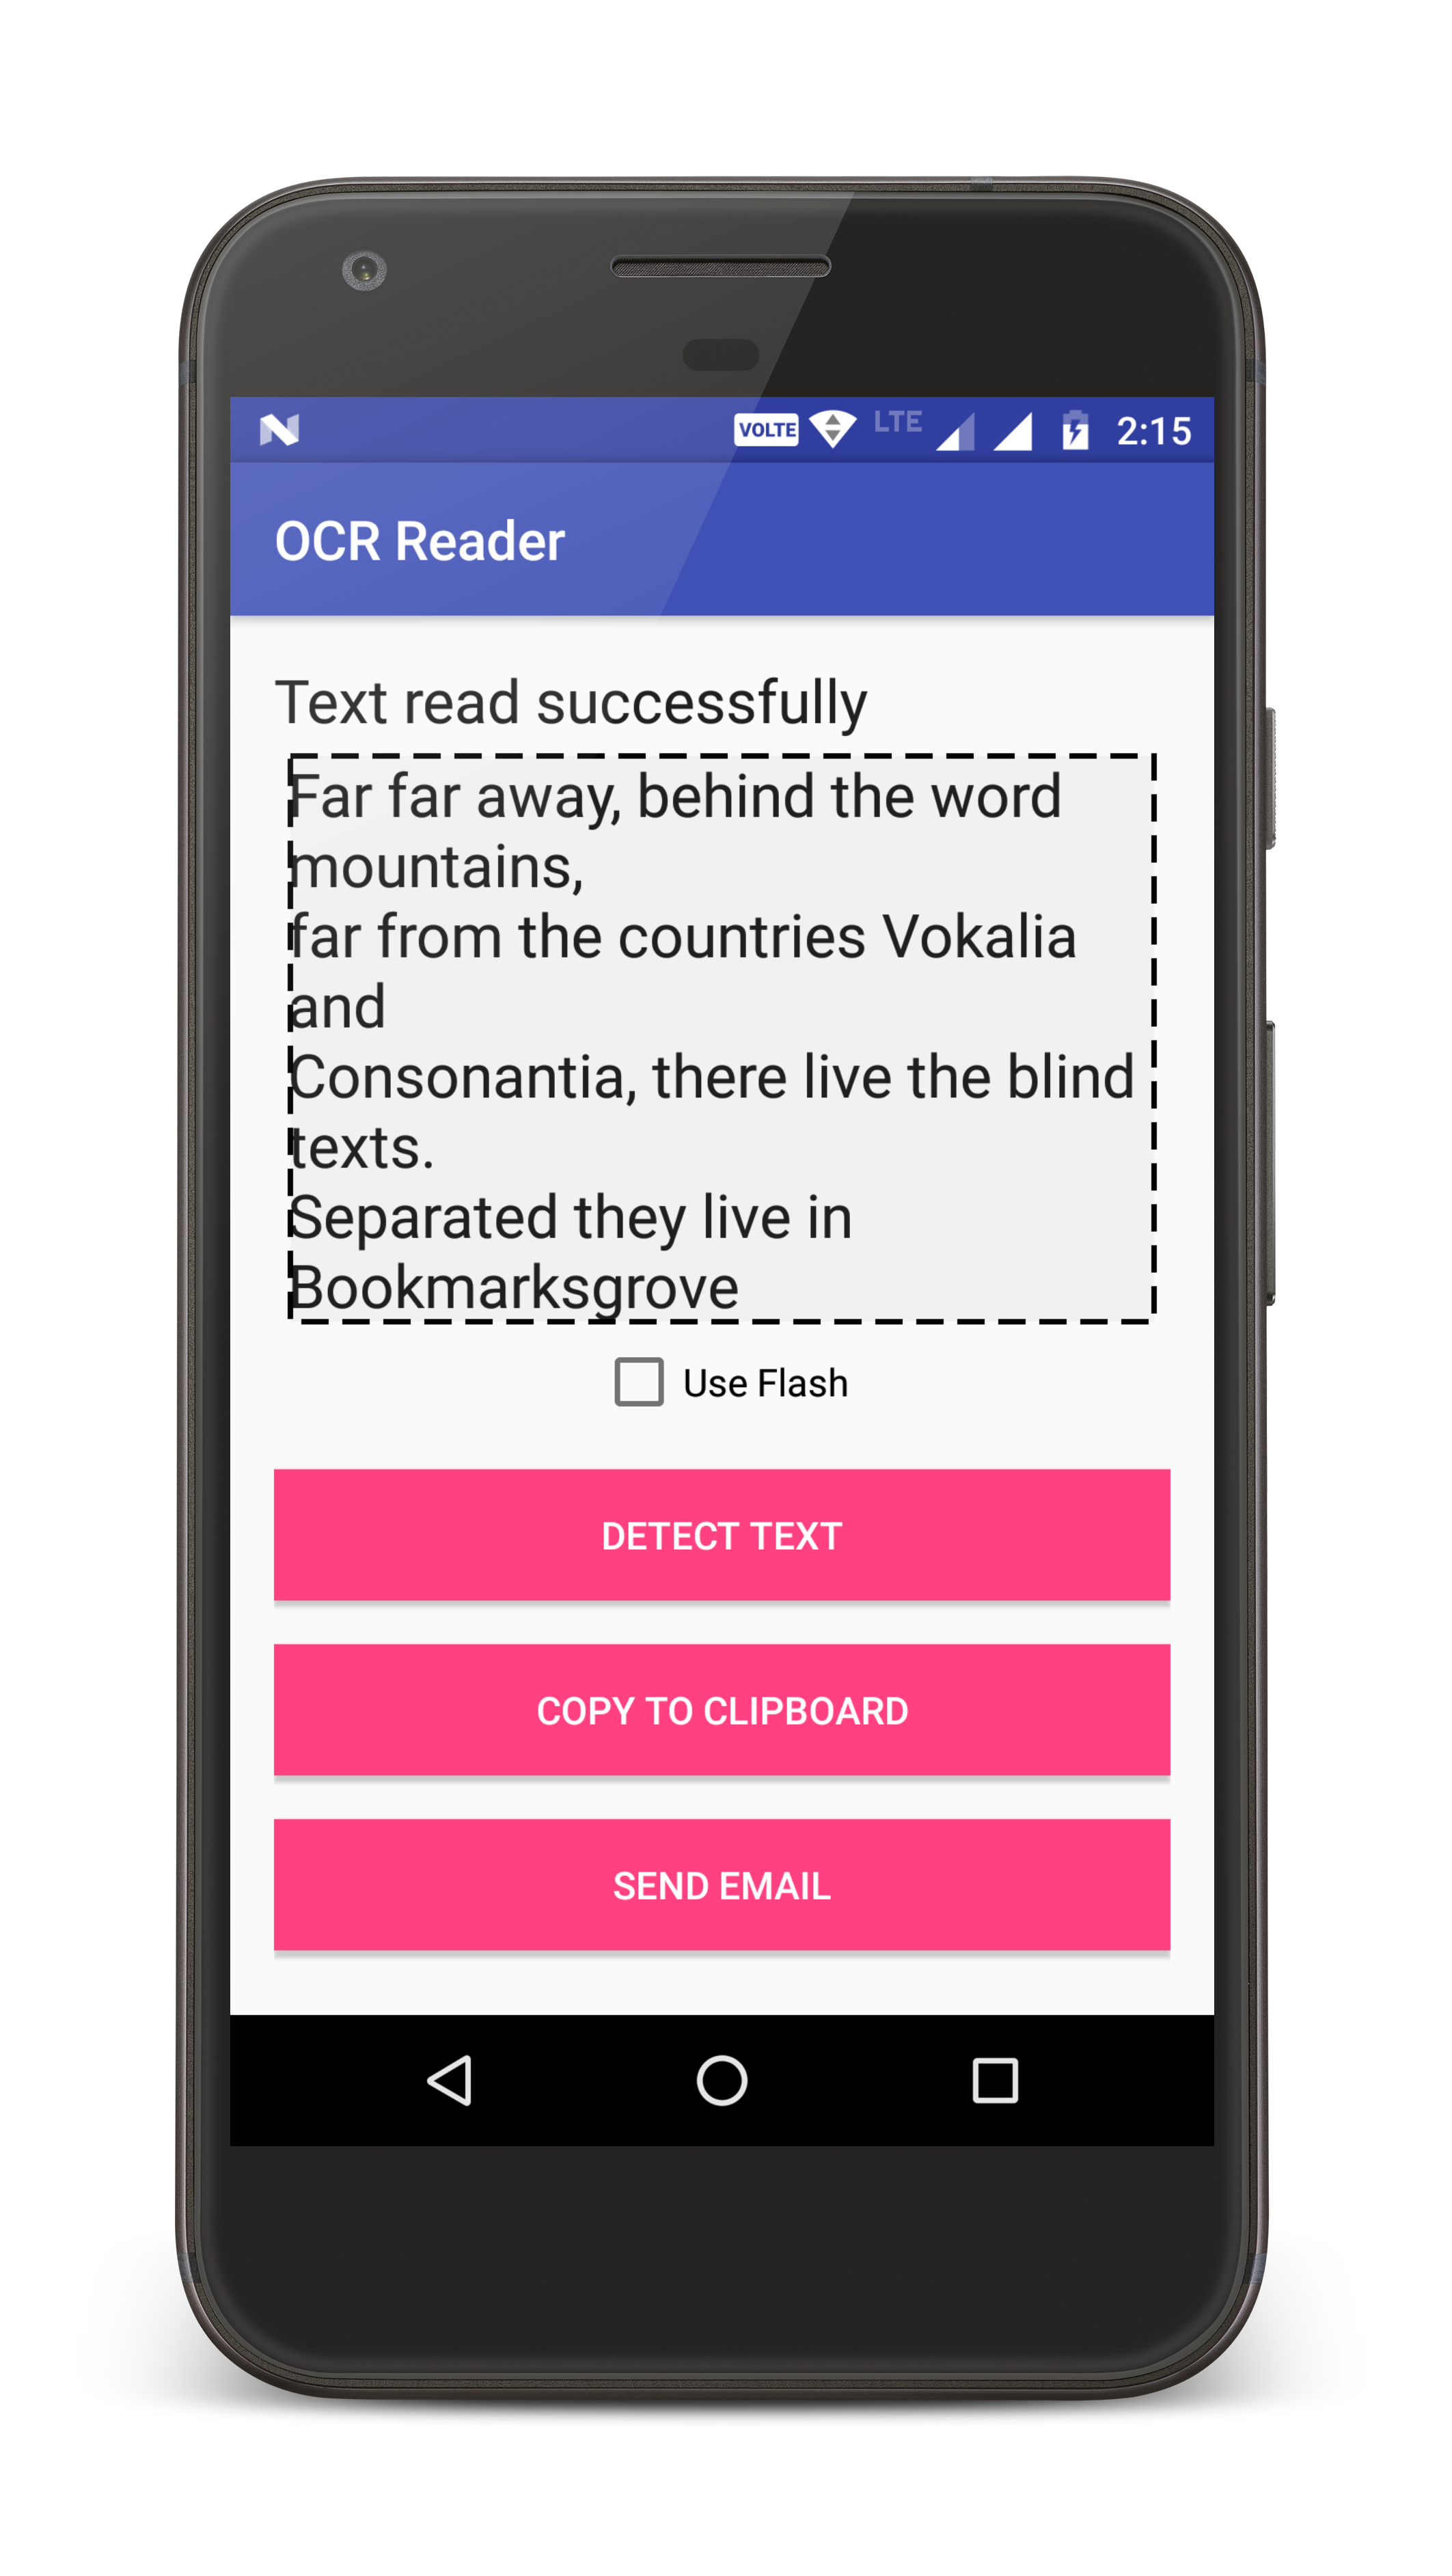 VOLTE LTE 2:15
OCR Reader
Text read successfully
Far far away, behind the word
mountains,
far from the countries Vokalia
and
Consonantia, there live the blind
texts.
Separated they live in
Bookmarksgrove
Use Flash
DETECT TEXT
COPY TO CLIPBOARD
SEND EMAIL